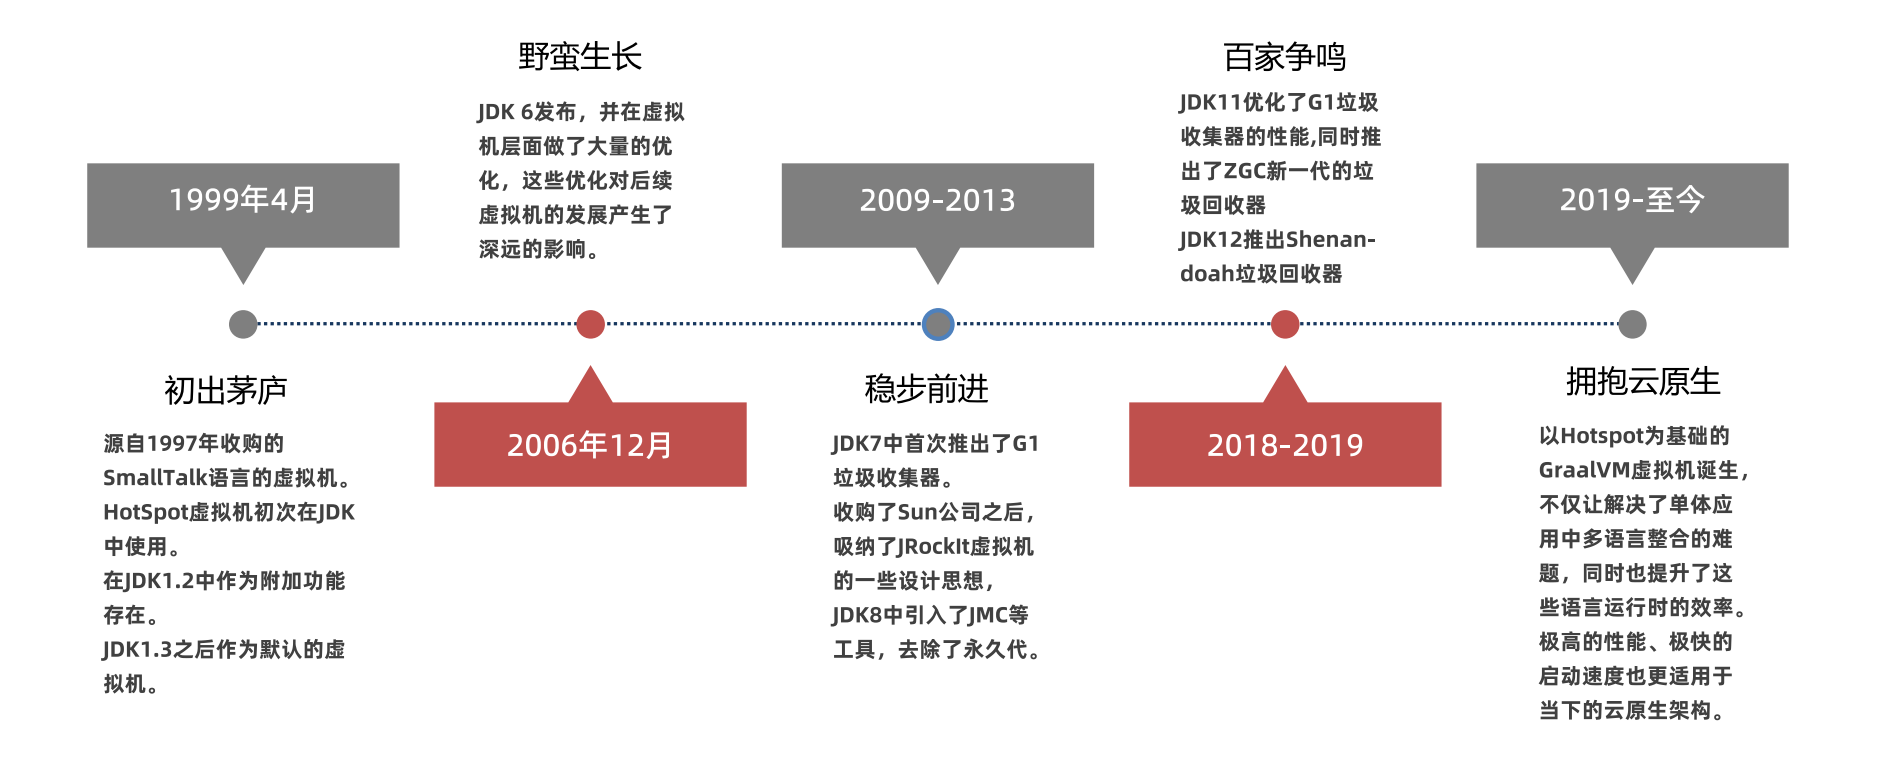 1999年4月
初出茅庐
源自1997年收购的
SmallTalk语言的虚拟机。
HotSpot虚拟机初次在JDK
中使用。
在JDK1.2中作为附加功能
存在。
JDK1.3之后作为默认的虚
拟机。
野蛮生长
JDK 6发布，并在虚拟
机层面做了大量的优
化，这些优化对后续
虚拟机的发展产生了
深远的影响。
2006年12月
2009-2013
稳步前进
JDK7中首次推出了G1
垃圾收集器。
收购了Sun公司之后，
吸纳了JRockIt虚拟机
的一些设计思想，
JDK8中引入了JMC等
工具，去除了永久代。
百家争鸣
JDK11优化了G1垃圾
收集器的性能,同时推
出了ZGC新一代的垃
圾回收器
JDK12推出Shenan-
doah垃圾回收器
2018-2019
2019-至今
拥抱云原生
以Hotspot为基础的
GraalVM虚拟机诞生，
不仅让解决了单体应
用中多语言整合的难
题，同时也提升了这
些语言运行时的效率。
极高的性能、极快的
启动速度也更适用于
当下的云原生架构。